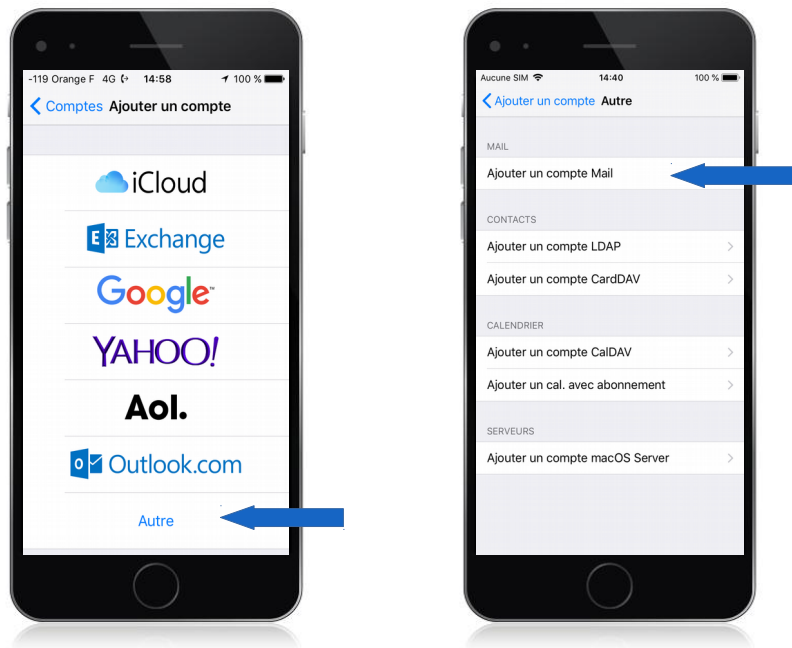 -119 Orange F 4G 14:58 100 %
Comptes Ajouter un compte
iCloud
E Exchange
Google™
YAHOO!
Aol.
o Outlook.com
Autre
Aucune SIM 14:40 100 %
Ajouter un compte Autre
MAIL
Ajouter un compte Mail
CONTACTS
Ajouter un compte LDAP
Ajouter un compte CardDAV
CALENDRIER
Ajouter un compte CalDAV
Ajouter un cal. avec abonnement
SERVEURS
Ajouter un compte macOS Server